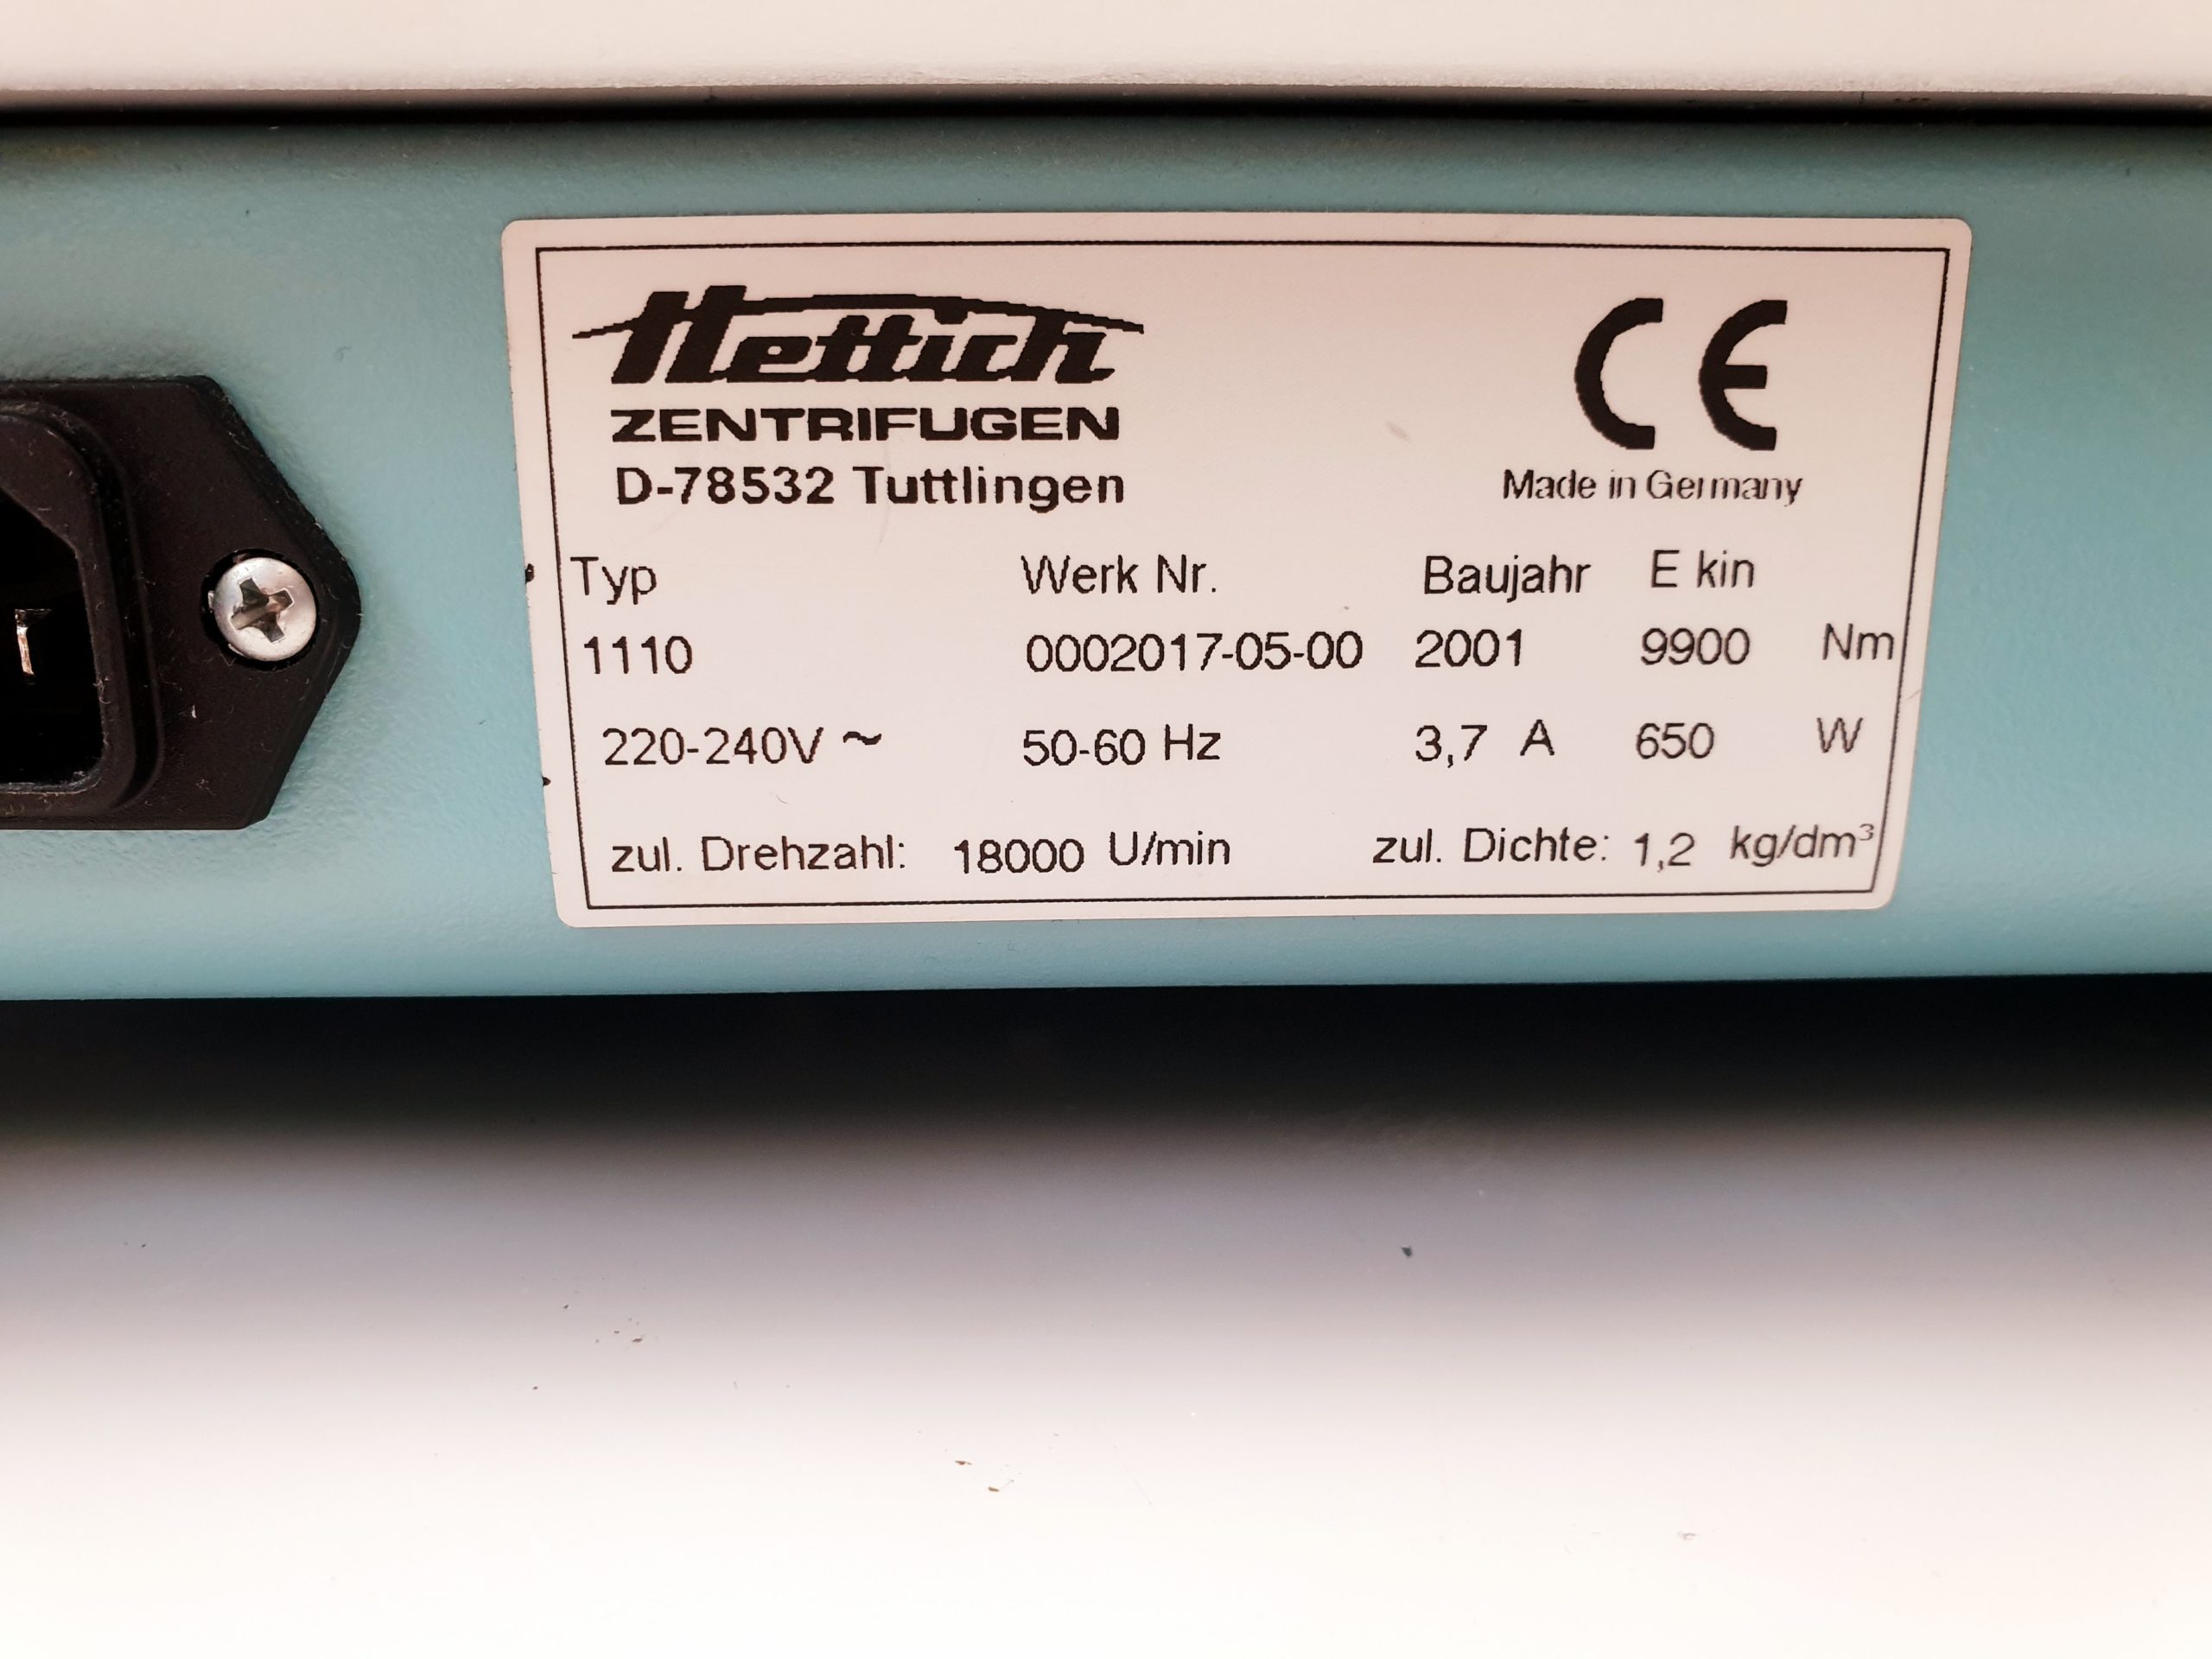 Hettich
ZENTRIFUGEN
D-78532 Tuttlingen
CE
Made in Germany
Typ Werk Nr. Baujahr E kin
1110 0002017-05-00 2001 9900 Nm
220-240V ~ 50-60 Hz 3,7 A 650 W
zul. Drehzahl: 18000 U/min zul. Dichte: 1,2 kg/dm³